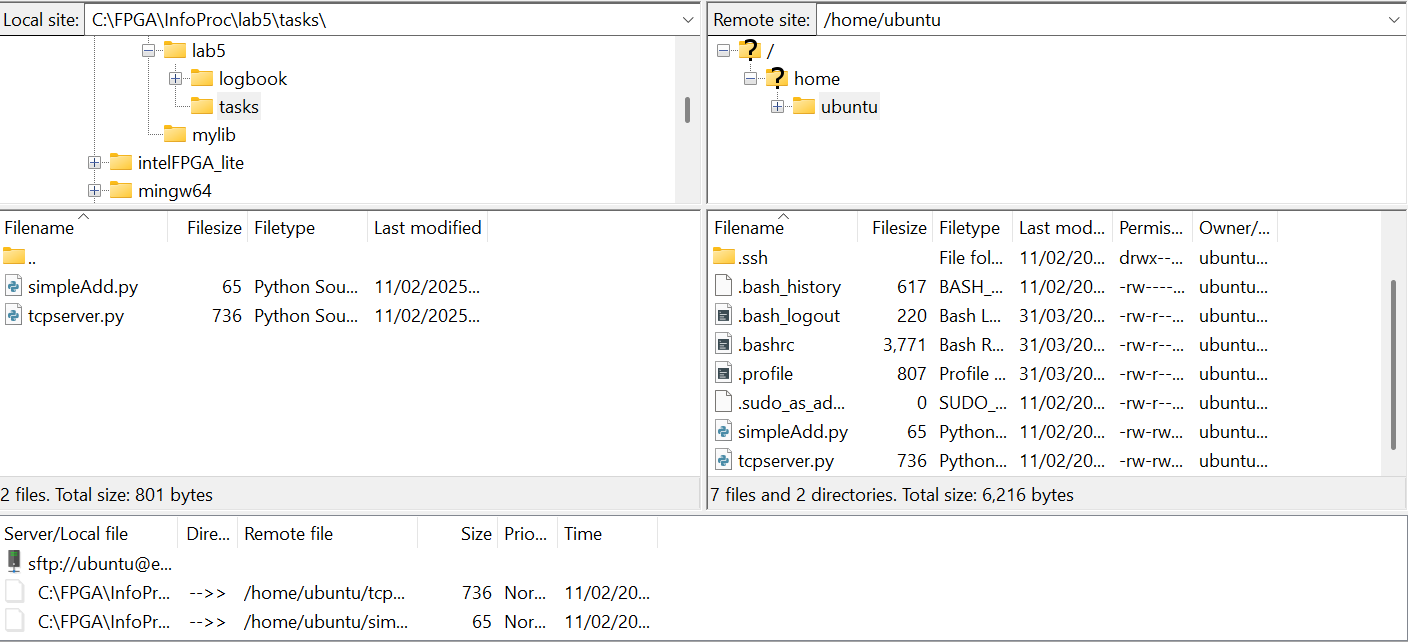 Local site: C:\FPGA\InfoProc\lab5\tasks\
lab5
logbook
tasks
mylib
intelFPGA_lite
mingw64
Remote site: /home/ubuntu
/
home
ubuntu
Filename Filesize Filetype Last modified
..
simpleAdd.py 65 Python Sou... 11/02/2025...
tcpserver.py 736 Python Sou... 11/02/2025...
2 files. Total size: 801 bytes
Filename Filesize Filetype Last mod... Permis... Owner/...
.ssh File fol... 11/02/20... drwx--... ubuntu...
.bash_history 617 BASH_... 11/02/20... -rw----... ubuntu...
.bash_logout 220 Bash L... 31/03/20... -rw-r--... ubuntu...
.bashrc 3,771 Bash R... 31/03/20... -rw-r--... ubuntu...
.profile 807 Profile ... 31/03/20... -rw-r--... ubuntu...
.sudo_as_ad... 0 SUDO_... 11/02/20... -rw-r--... ubuntu...
simpleAdd.py 65 Python... 11/02/20... -rw-rw... ubuntu...
tcpserver.py 736 Python... 11/02/20... -rw-rw... ubuntu...
7 files and 2 directories. Total size: 6,216 bytes
Server/Local file Dire... Remote file Size Prio... Time
sftp://ubuntu@e...
C:\FPGA\InfoPr... -->> /home/ubuntu/tcp... 736 Nor... 11/02/20...
C:\FPGA\InfoPr... -->> /home/ubuntu/sim... 65 Nor... 11/02/20...